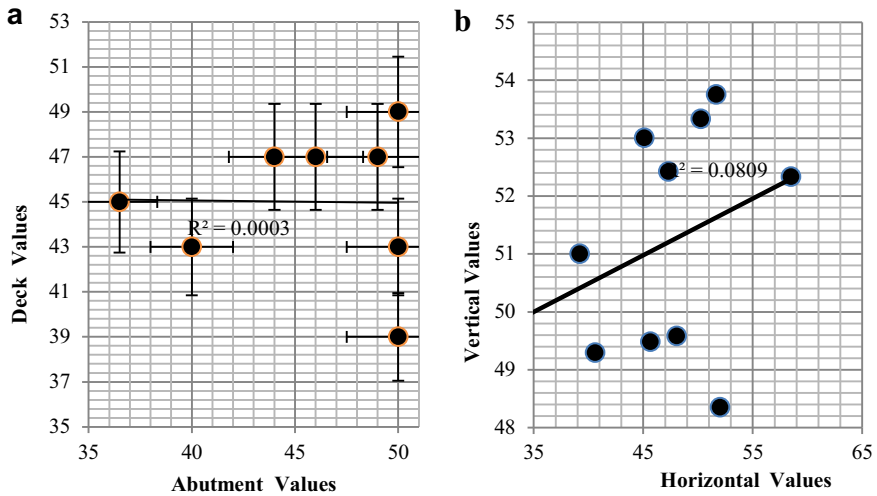 a
53
51
49
47
45
43
41
39
37
35
Deck Values
R² = 0.0003
35 40 45 50
Abutment Values
b
55
54
53
52
51
50
49
48
Vertical Values
² = 0.0809
35 45 55 65
Horizontal Values